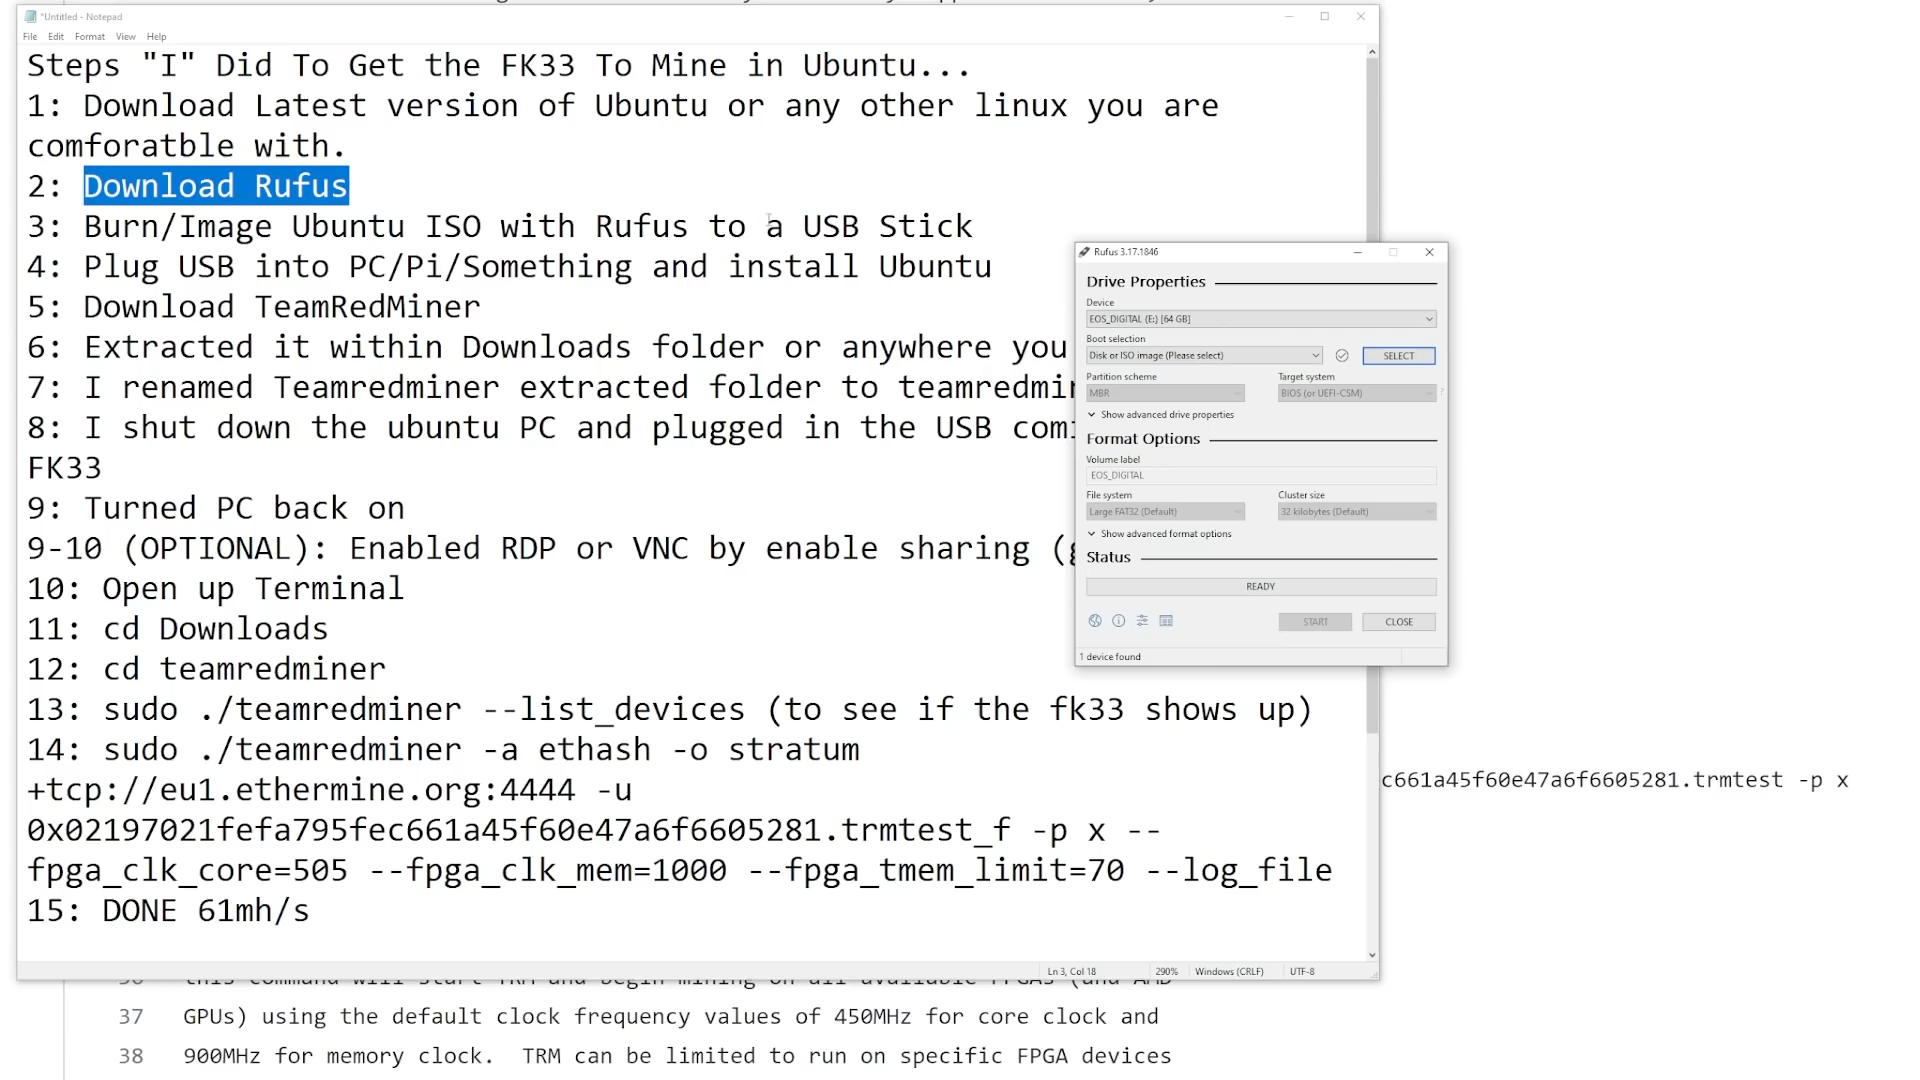 *Untitled - Notepad
File Edit Format View Help
Steps "I" Did To Get the FK33 To Mine in Ubuntu...
1: Download Latest version of Ubuntu or any other linux you are
comforatble with.
2: Download Rufus
3: Burn/Image Ubuntu ISO with Rufus to a USB Stick
4: Plug USB into PC/Pi/Something and install Ubuntu
5: Download TeamRedMiner
6: Extracted it within Downloads folder or anywhere you
7: I renamed Teamredminer extracted folder to
8: I shut down the ubuntu PC and plugged in the USB
FK33
9: Turned PC back on
9-10 (OPTIONAL): Enabled RDP or VNC by enable sharing
10: Open up Terminal
11: cd Downloads
12: cd teamredminer
13: sudo ./teamredminer --list_devices (to see if the fk33 shows up)
14: sudo ./teamredminer -a ethash -o stratum
+tcp://eu1.ethermine.org:4444 -u
0x02197021fefa795fec661a45f60e47a6f6605281.trmtest_f -p x --
fpga_clk_core=505 --fpga_clk_mem=1000 --fpga_tmem_limit=70 --log_file
15: DONE 61mh/s
Ln 3, Col 18 290% Windows (CRLF) UTF-8
Rufus 3.17.1846
Drive Properties
Device
EOS_DIGITAL (E:) [64 GB]
Boot selection
Disk or ISO image (Please select) SELECT
Partition scheme Target system
MBR BIOS (or UEFI-CSM) ?
Show advanced drive properties
Format Options
Volume label
EOS_DIGITAL
File system Cluster size
Large FAT32 (Default) 32 kilobytes (Default)
Show advanced format options
Status
READY
START CLOSE
1 device found
c661a45f60e47a6f6605281.trmtest -p x
37 GPUs) using the default clock frequency values of 450MHz for core clock and
38 900MHz for memory clock. TRM can be limited to run on specific FPGA devices